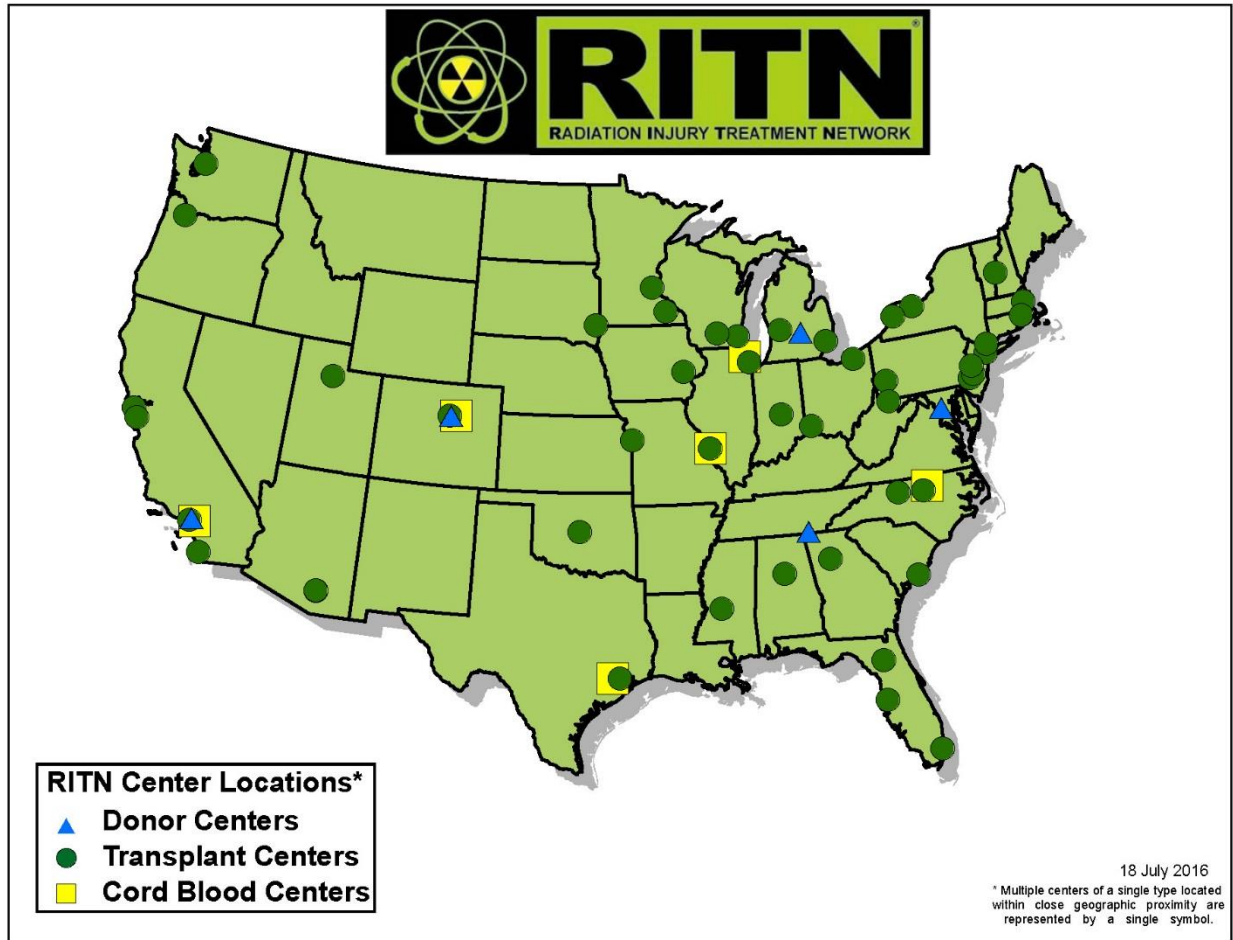 RITN®
RADIATION INJURY TREATMENT NETWORK
RITN Center Locations*
Donor Centers
Transplant Centers
Cord Blood Centers
18 July 2016
* Multiple centers of a single type located
within close geographic proximity are
represented by a single symbol.